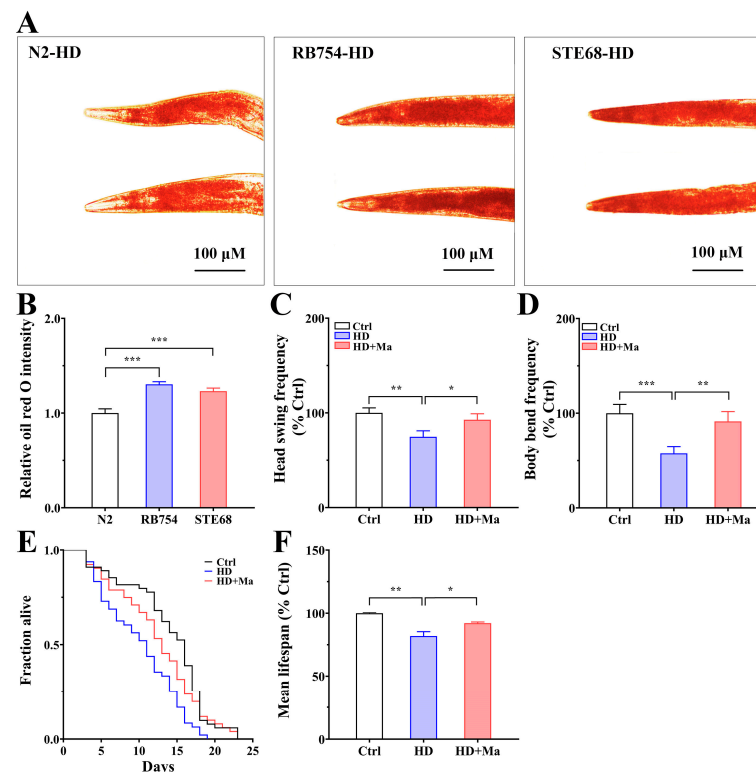 A
N2-HD
RB754-HD
STE68-HD
100 μM
100 μM
100 μM
B
Relative oil red O intensity
2.0
1.0
0.0
***
***
N2
RB754
STE68
C
Head swing frequency
(% Ctrl)
200
100
0
Ctrl
HD
HD+Ma
**
*
Ctrl
HD
HD+Ma
D
Body bend frequency
(% Ctrl)
200
100
0
Ctrl
HD
HD+Ma
***
**
Ctrl
HD
HD+Ma
E
Fraction alive
1.0
0.5
0.0
Ctrl
HD
HD+Ma
0
5
10
15
20
25
Days
F
Mean lifespan (% Ctrl)
150
100
50
0
**
*
Ctrl
HD
HD+Ma